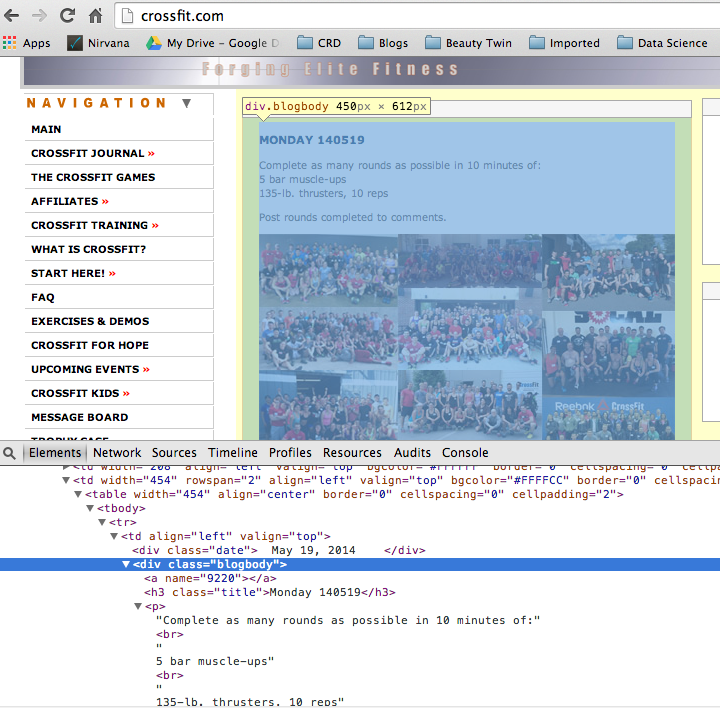 crossfit.com
Apps Nirvana My Drive - Google D CRD Blogs Beauty Twin Imported Data Science
Forging Elite Fitness
NAVIGATION ▼
MAIN
CROSSFIT JOURNAL »
THE CROSSFIT GAMES
AFFILIATES »
CROSSFIT TRAINING »
WHAT IS CROSSFIT?
START HERE! »
FAQ
EXERCISES & DEMOS
CROSSFIT FOR HOPE
UPCOMING EVENTS »
CROSSFIT KIDS »
MESSAGE BOARD
TROPHY CASE
div.blogbody 450px × 612px
MONDAY 140519
Complete as many rounds as possible in 10 minutes of:
5 bar muscle-ups
135-lb. thrusters, 10 reps
Post rounds completed to comments.
SOCAL
Reebok CrossFit
Elements Network Sources Timeline Profiles Resources Audits Console
▶<td width="208" align="left" valign="top" bgcolor="#FFFFFF" border="0" cellspacing="0" cellpa
▼<td width="454" rowspan="2" align="left" valign="top" bgcolor="#FFFFCC" border="0" cellspacing
▼<table width="454" align="center" border="0" cellspacing="0" cellpadding="2">
▼<tbody>
▼<tr>
▼<td align="left" valign="top">
<div class="date"> May 19, 2014 </div>
▼<div class="blogbody">
<a name="9220"></a>
<h3 class="title">Monday 140519</h3>
▼<p>
"Complete as many rounds as possible in 10 minutes of:"
<br>
"
5 bar muscle-ups"
<br>
"
135-lb. thrusters, 10 reps"